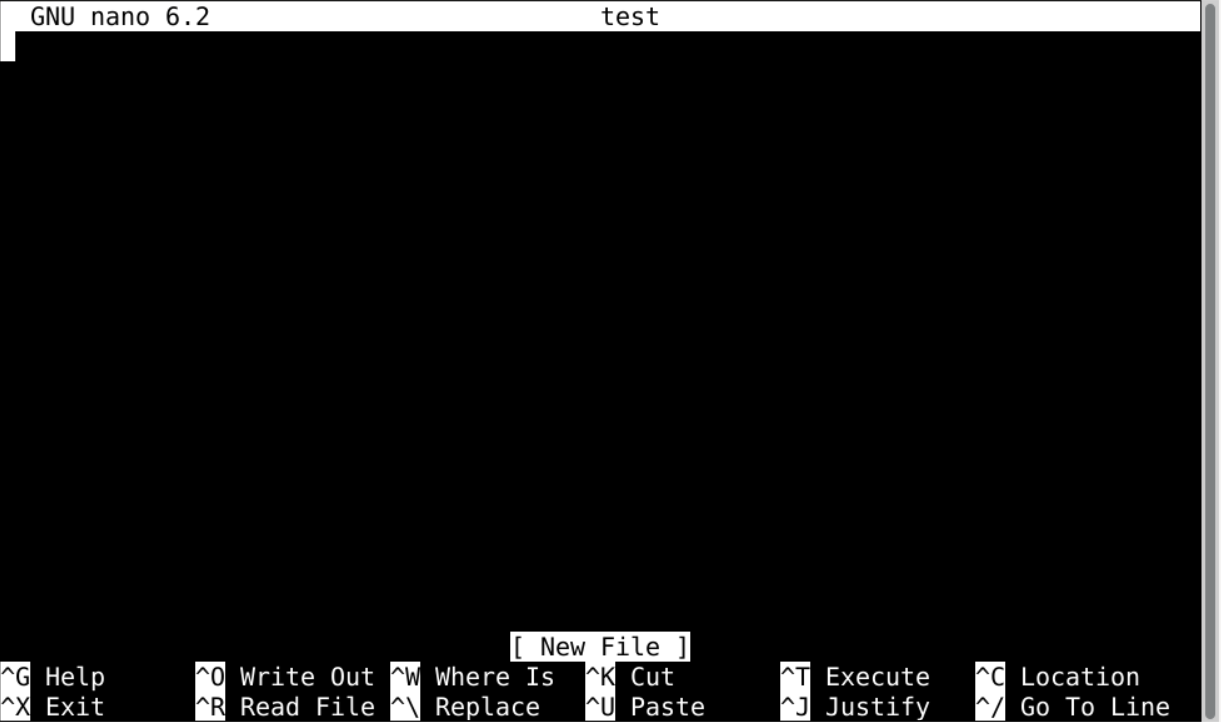 GNU nano 6.2 test
[ New File ]
^G Help ^O Write Out ^W Where Is ^K Cut ^T Execute ^C Location
^X Exit ^R Read File ^\ Replace ^U Paste ^J Justify ^/ Go To Line